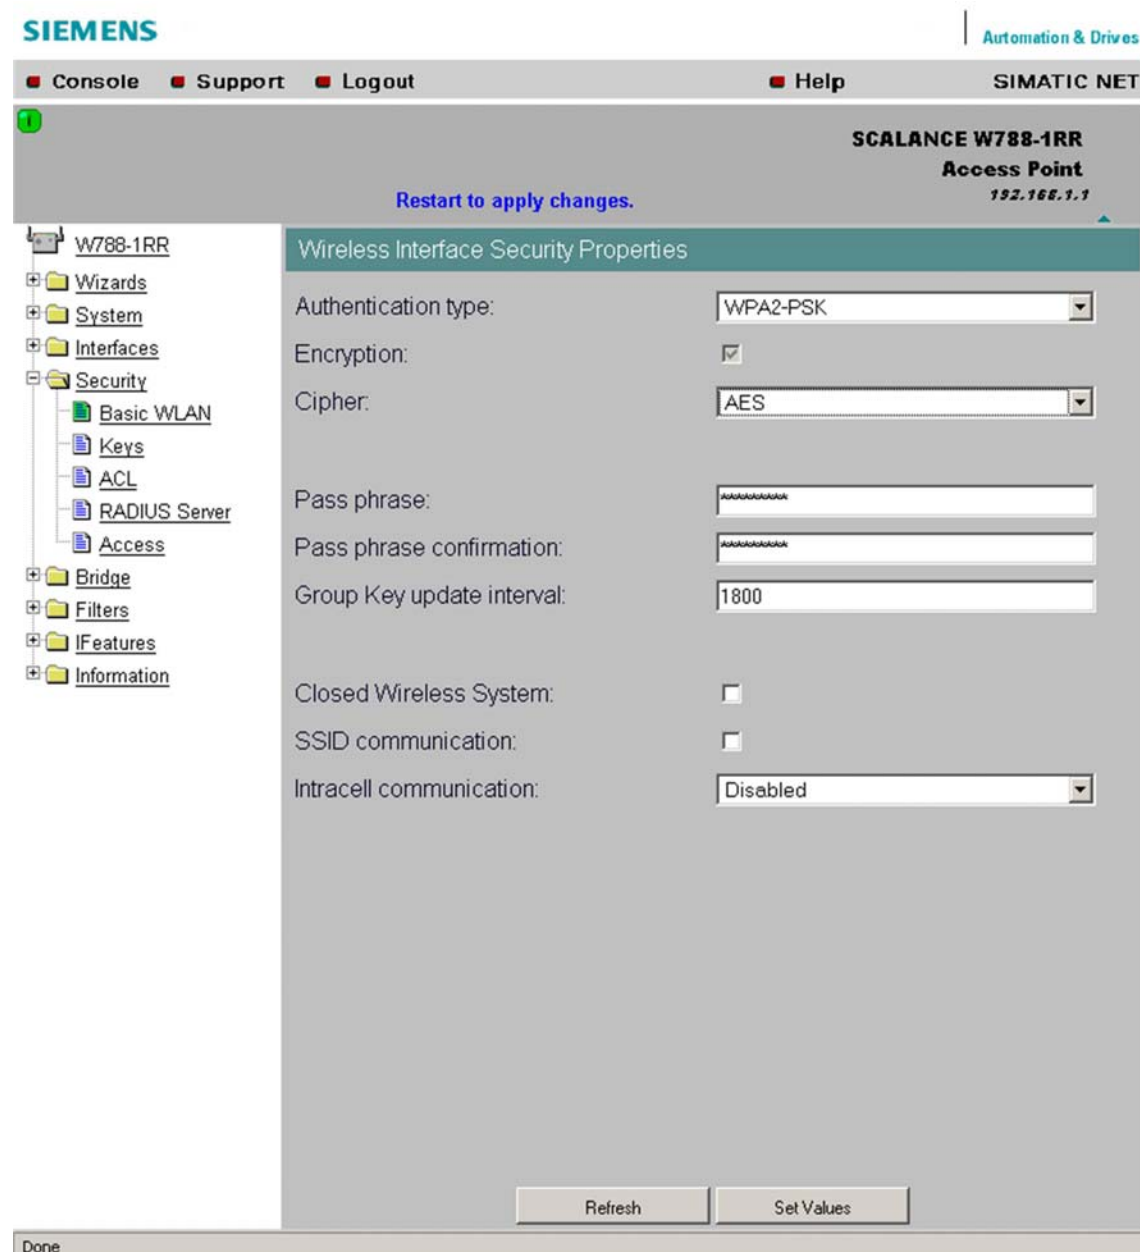 SIEMENS
Automation & Drives
Console Support Logout Help SIMATIC NET
SCALANCE W788-1RR
Access Point
192.168.1.1
Restart to apply changes.
W788-1RR
Wizards
System
Interfaces
Security
Basic WLAN
Keys
ACL
RADIUS Server
Access
Bridge
Filters
IFeatures
Information
Wireless Interface Security Properties
Authentication type: WPA2-PSK
Encryption:
Cipher: AES
Pass phrase: **********
Pass phrase confirmation: **********
Group Key update interval: 1800
Closed Wireless System:
SSID communication:
Intracell communication: Disabled
Refresh Set Values
Done